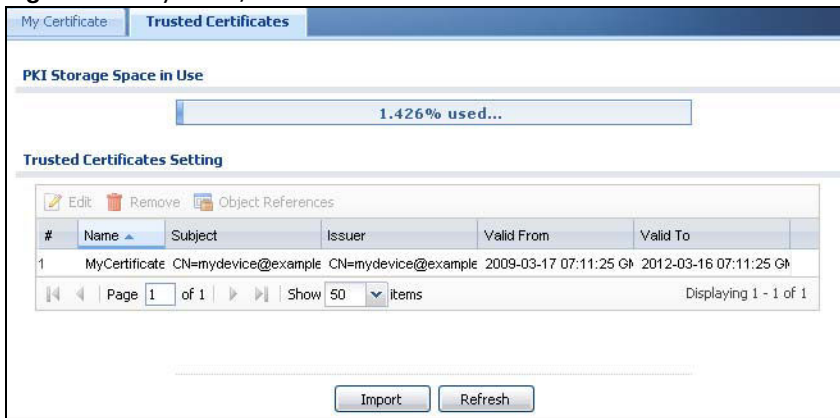 My Certificate Trusted Certificates
PKI Storage Space in Use
1.426% used...
Trusted Certificates Setting
Edit Remove Object References
# Name Subject Issuer Valid From Valid To
1 MyCertificate CN=mydevice@example CN=mydevice@example 2009-03-17 07:11:25 GM 2012-03-16 07:11:25 GM
Page 1 of 1 Show 50 items Displaying 1 - 1 of 1
Import Refresh